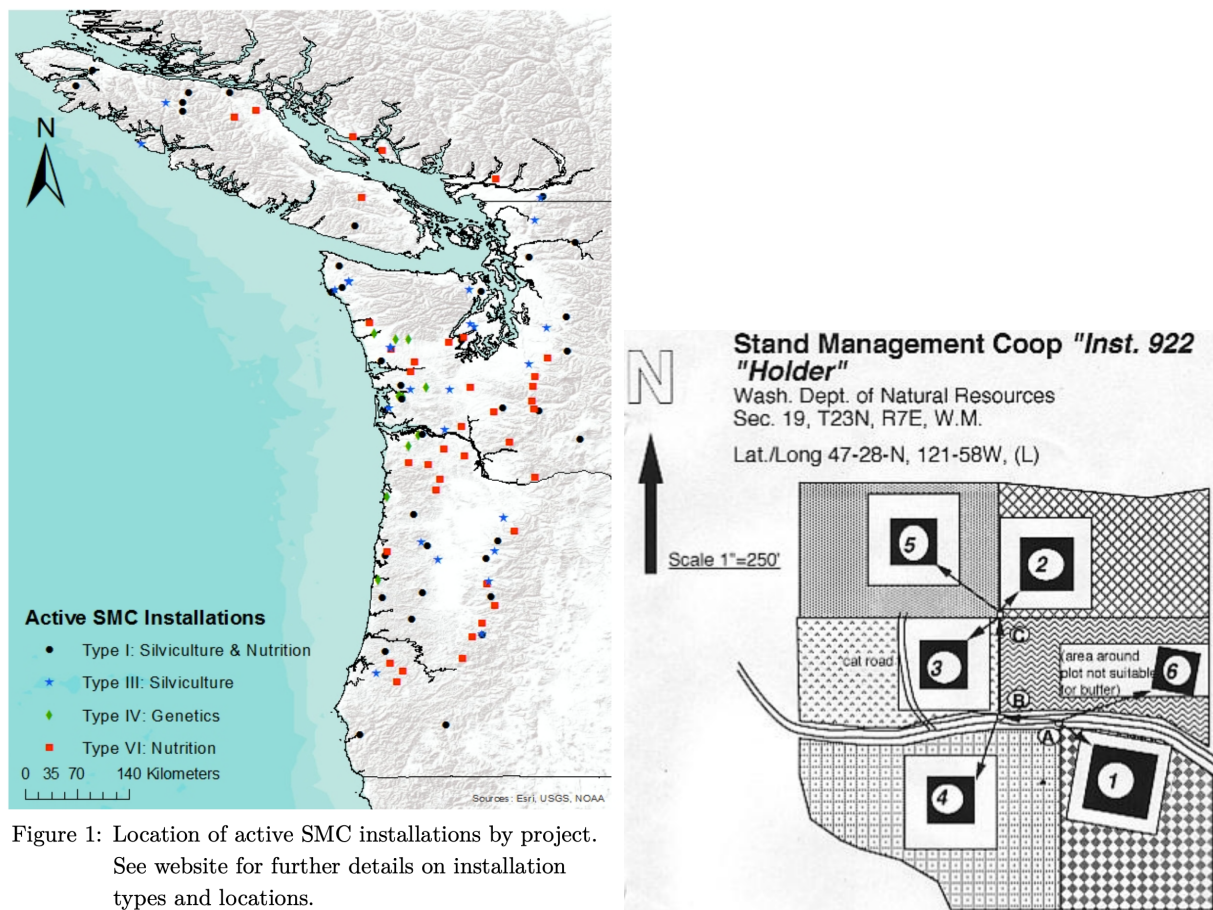 N
Active SMC Installations
Type I: Silviculture & Nutrition
Type III: Silviculture
Type IV: Genetics
Type VI: Nutrition
0 35 70 140 Kilometers
Sources: Esri, USGS, NOAA
Figure 1: Location of active SMC installations by project.
See website for further details on installation
types and locations.
N
Stand Management Coop "Inst. 922
"Holder"
Wash. Dept. of Natural Resources
Sec. 19, T23N, R7E, W.M.
Lat./Long 47-28-N, 121-58W, (L)
Scale 1"=250'
5
2
C
cat road
3
(area around
plot not suitable
for buffer)
6
B
A
4
1